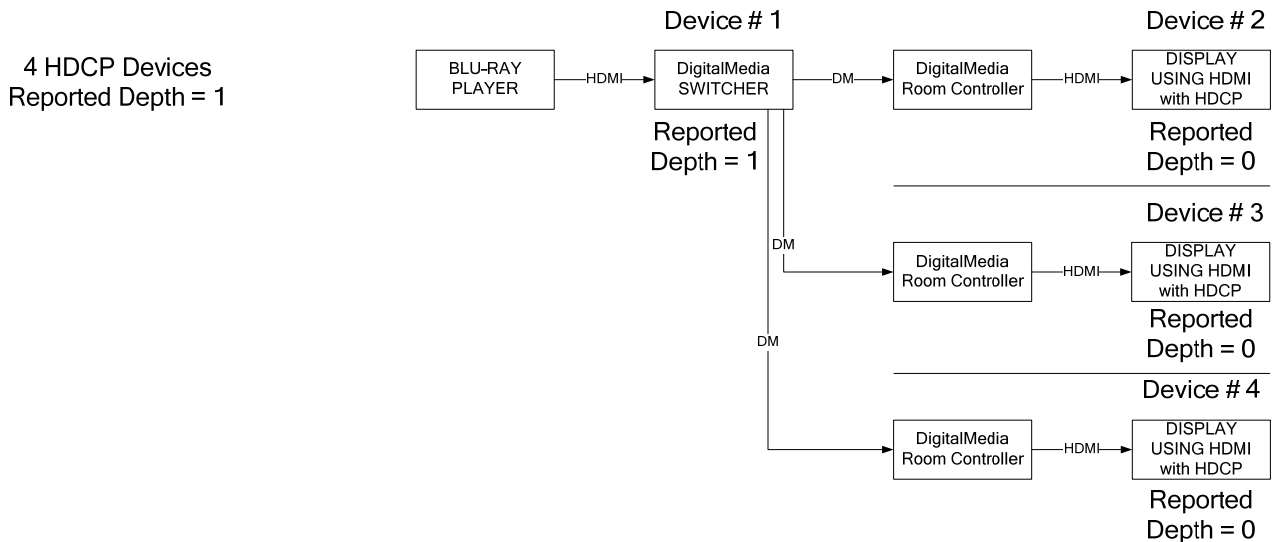 Device # 1
Device # 2
4 HDCP Devices
Reported Depth = 1
BLU-RAY
PLAYER
HDMI
DigitalMedia
SWITCHER
DM
DigitalMedia
Room Controller
HDMI
DISPLAY
USING HDMI
with HDCP
Reported
Depth = 1
Reported
Depth = 0
Device # 3
DM
DigitalMedia
Room Controller
HDMI
DISPLAY
USING HDMI
with HDCP
Reported
Depth = 0
DM
Device # 4
DigitalMedia
Room Controller
HDMI
DISPLAY
USING HDMI
with HDCP
Reported
Depth = 0